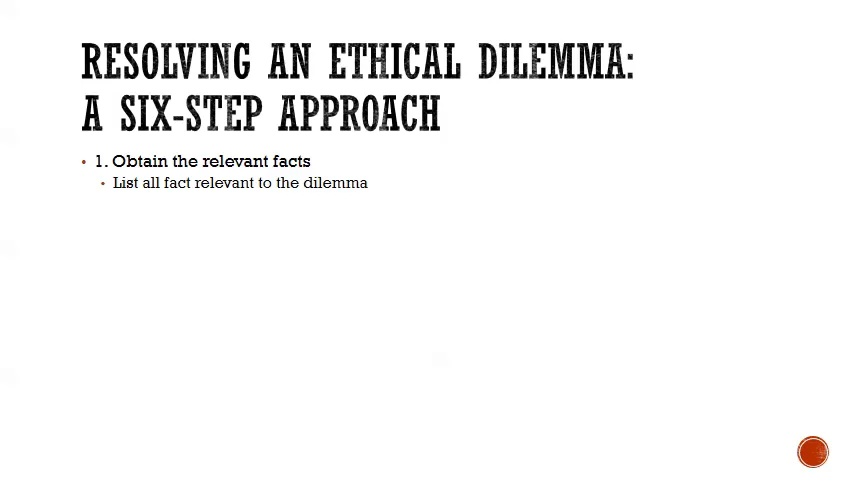 RESOLVING AN ETHICAL DILEMMA:
A SIX-STEP APPROACH
• 1. Obtain the relevant facts
• List all fact relevant to the dilemma